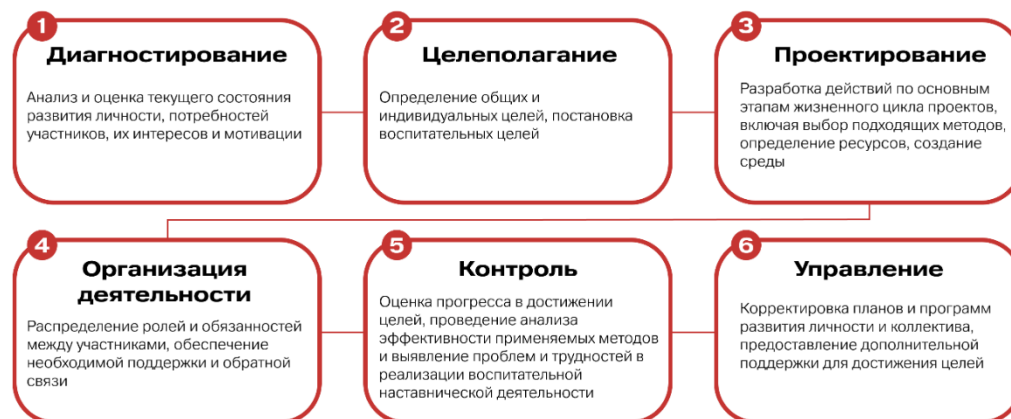 1
Диагностирование
Анализ и оценка текущего состояния
развития личности, потребностей
участников, их интересов и мотивации
2
Целеполагание
Определение общих и
индивидуальных целей, постановка
воспитательных целей
3
Проектирование
Разработка действий по основным
этапам жизненного цикла проектов,
включая выбор подходящих методов,
определение ресурсов, создание
среды
4
Организация
деятельности
Распределение ролей и обязанностей
между участниками, обеспечение
необходимой поддержки и обратной
связи
5
Контроль
Оценка прогресса в достижении
целей, проведение анализа
эффективности применяемых методов
и выявление проблем и трудностей в
реализации воспитательной
наставнической деятельности
6
Управление
Корректировка планов и программ
развития личности и коллектива,
предоставление дополнительной
поддержки для достижения целей